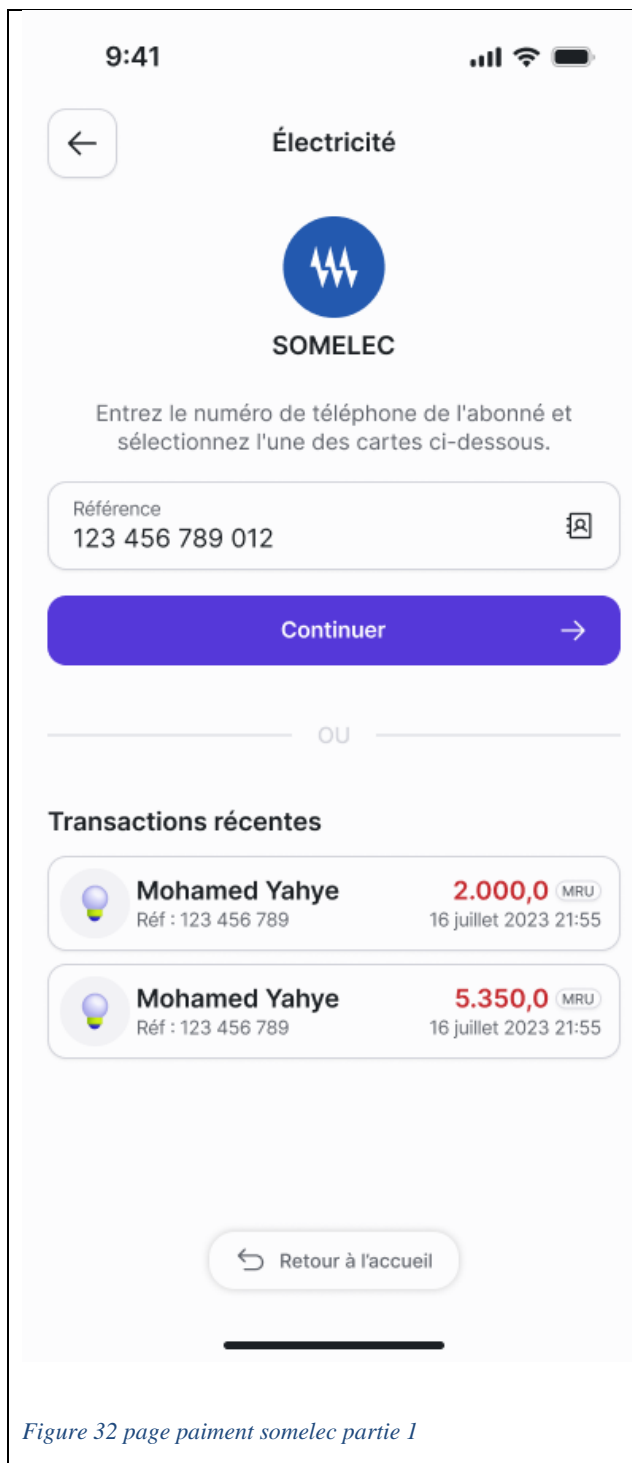 9:41
Électricité
SOMELEC
Entrez le numéro de téléphone de l'abonné et
sélectionnez l'une des cartes ci-dessous.
Référence
123 456 789 012
Continuer
OU
Transactions récentes
Mohamed Yahye 2.000,0 MRU
Réf : 123 456 789 16 juillet 2023 21:55
Mohamed Yahye 5.350,0 MRU
Réf : 123 456 789 16 juillet 2023 21:55
Retour à l'accueil
Figure 32 page paiment somelec partie 1